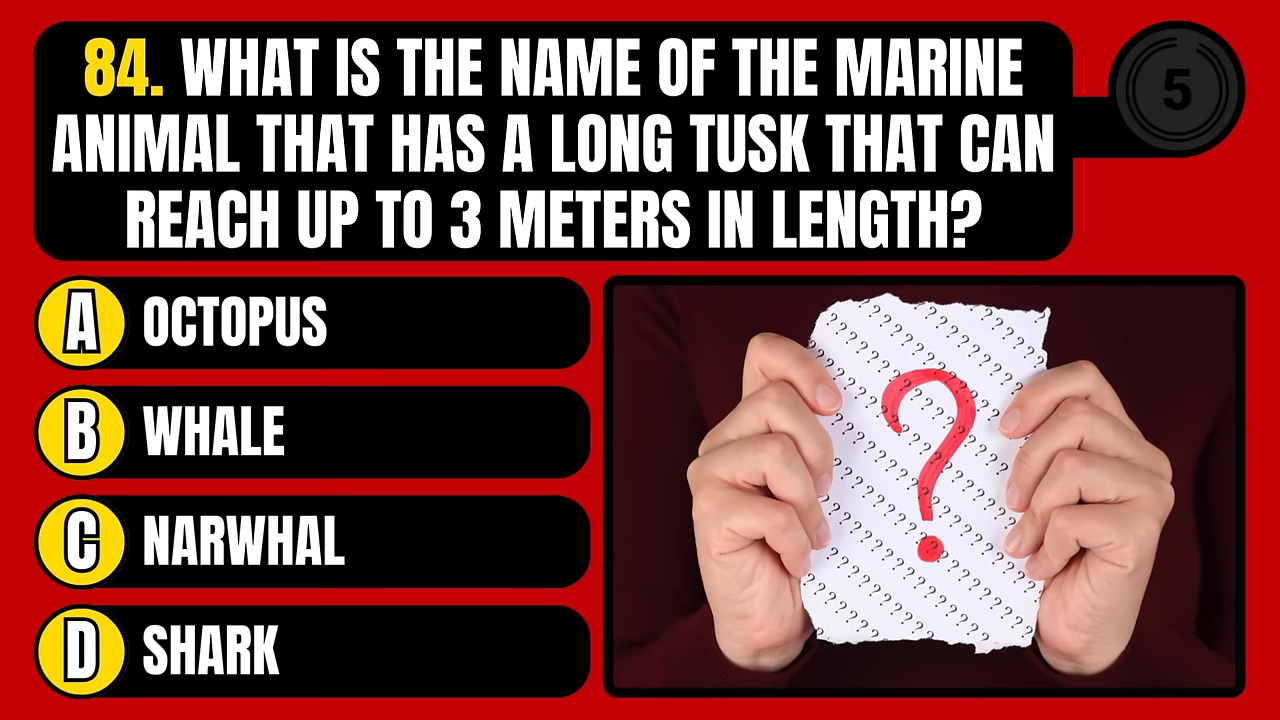 84. WHAT IS THE NAME OF THE MARINE
ANIMAL THAT HAS A LONG TUSK THAT CAN
REACH UP TO 3 METERS IN LENGTH?
5
A OCTOPUS
B WHALE
C NARWHAL
D SHARK
?